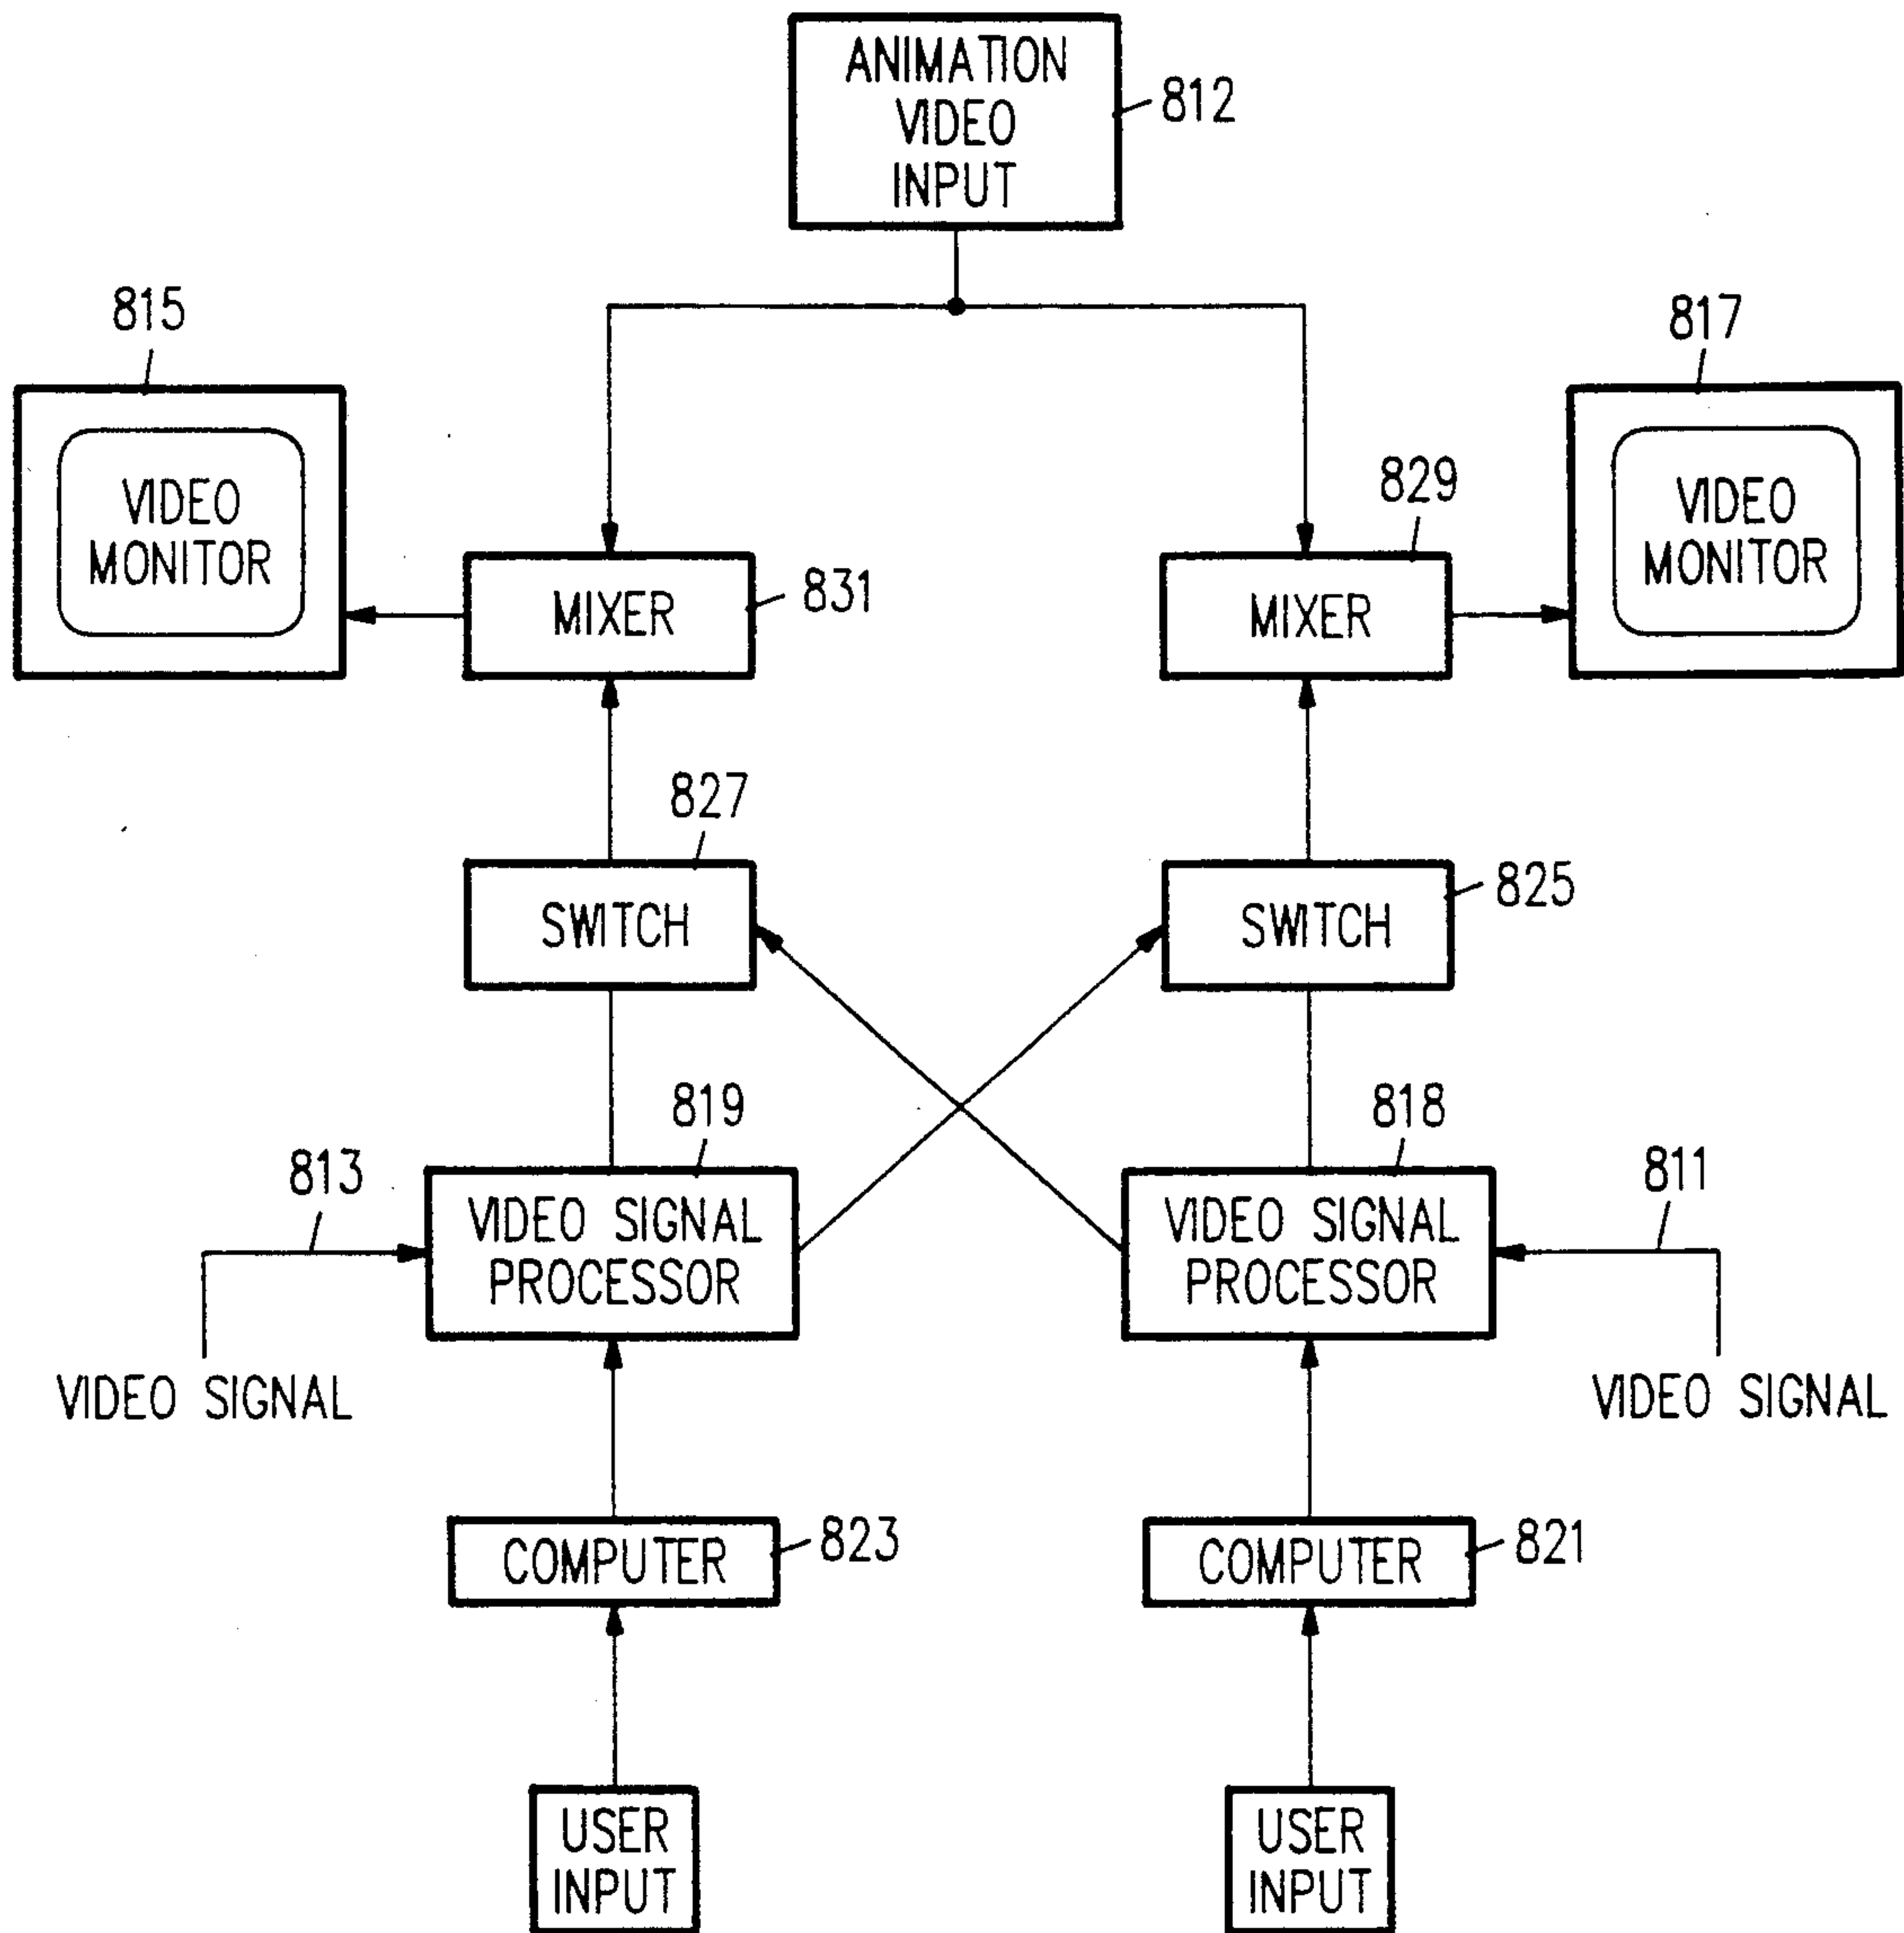 ANIMATION
VIDEO
INPUT
812
815
817
VIDEO
MONITOR
829
VIDEO
MONITOR
MIXER
831
MIXER
827
825
SWITCH
SWITCH
819
818
813
811
VIDEO SIGNAL
PROCESSOR
VIDEO SIGNAL
PROCESSOR
VIDEO SIGNAL
VIDEO SIGNAL
COMPUTER
823
COMPUTER
821
USER
INPUT
USER
INPUT